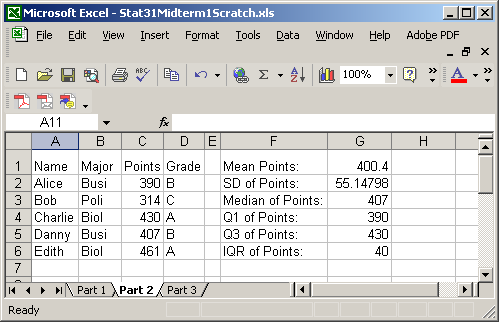 Microsoft Excel - Stat31Midterm1Scratch.xls
File Edit View Insert Format Tools Data Window Help Adobe PDF
100%
A11 fx
A B C D E F G H
1 Name Major Points Grade Mean Points: 400.4
2 Alice Busi 390 B SD of Points: 55.14798
3 Bob Poli 314 C Median of Points: 407
4 Charlie Biol 430 A Q1 of Points: 390
5 Danny Busi 407 B Q3 of Points: 430
6 Edith Biol 461 A IQR of Points: 40
7
Part 1 Part 2 Part 3
Ready